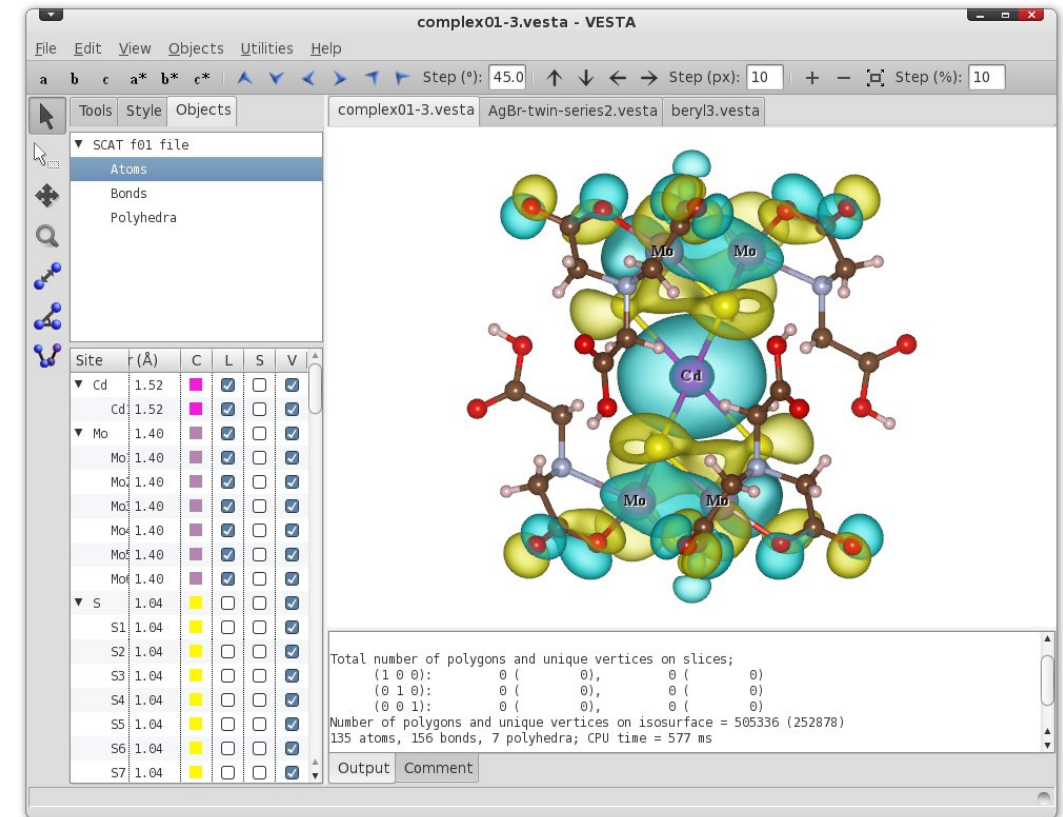 complex01-3.vesta - VESTA
File Edit View Objects Utilities Help
a b c a* b* c* Step (°): 45.0 Step (px): 10 Step (%): 10
Tools Style Objects
complex01-3.vesta AgBr-twin-series2.vesta beryl3.vesta
SCAT f01 file
Atoms
Bonds
Polyhedra
Mo Mo
Cd
Mo Mo
Site r (Å) C L S V
Cd 1.52
Cd1 1.52
Mo 1.40
Mo1 1.40
Mo2 1.40
Mo3 1.40
Mo4 1.40
Mo5 1.40
Mo6 1.40
S 1.04
S1 1.04
S2 1.04
S3 1.04
S4 1.04
S5 1.04
S6 1.04
S7 1.04
Total number of polygons and unique vertices on slices;
(1 0 0): 0 ( 0), 0 ( 0)
(0 1 0): 0 ( 0), 0 ( 0)
(0 0 1): 0 ( 0), 0 ( 0)
Number of polygons and unique vertices on isosurface = 505336 (252878)
135 atoms, 156 bonds, 7 polyhedra; CPU time = 577 ms
Output Comment